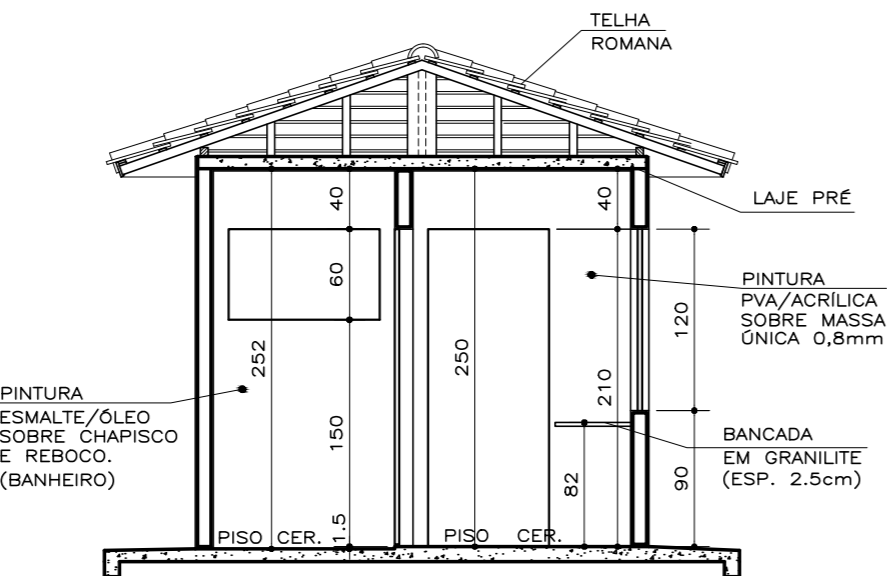 TELHA
ROMANA
LAJE PRÉ
40
40
60
252
250
120
PINTURA
PVA/ACRÍLICA
SOBRE MASSA
ÚNICA 0,8mm
210
PINTURA
ESMALTE/ÓLEO
SOBRE CHAPISCO
E REBOCO.
(BANHEIRO)
150
BANCADA
EM GRANILITE
(ESP. 2.5cm)
82
90
1.5
PISO CER.
PISO CER.